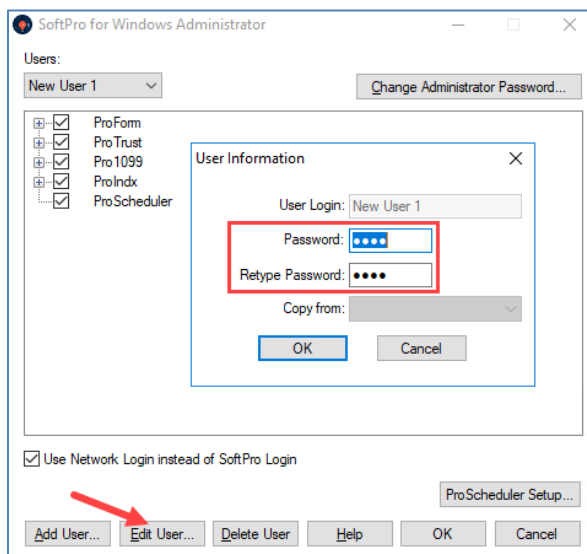 SoftPro for Windows Administrator
Users:
New User 1
Change Administrator Password...
ProForm
ProTrust
Pro1099
ProIndx
ProScheduler
User Information
User Login: New User 1
Password: ••••
Retype Password: ••••
Copy from:
OK Cancel
Use Network Login instead of SoftPro Login
ProScheduler Setup...
Add User... Edit User... Delete User Help OK Cancel